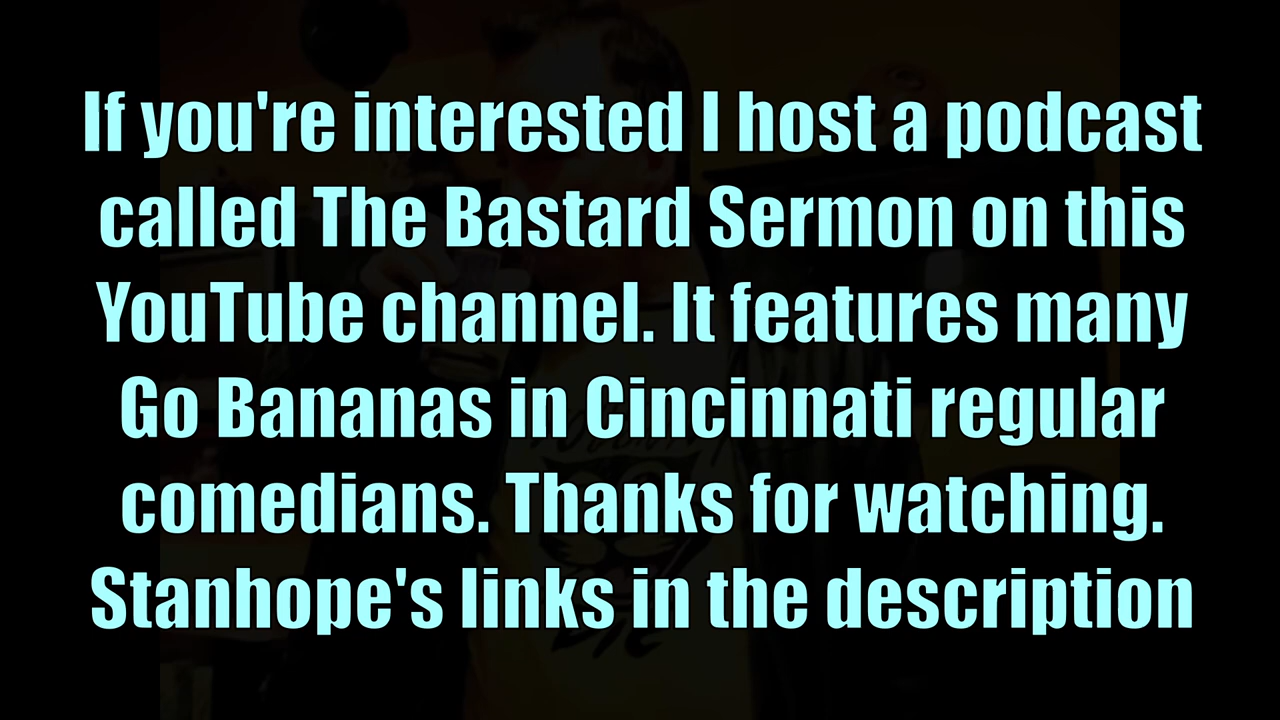 If you're interested I host a podcast
called The Bastard Sermon on this
YouTube channel. It features many
Go Bananas in Cincinnati regular
comedians. Thanks for watching.
Stanhope's links in the description